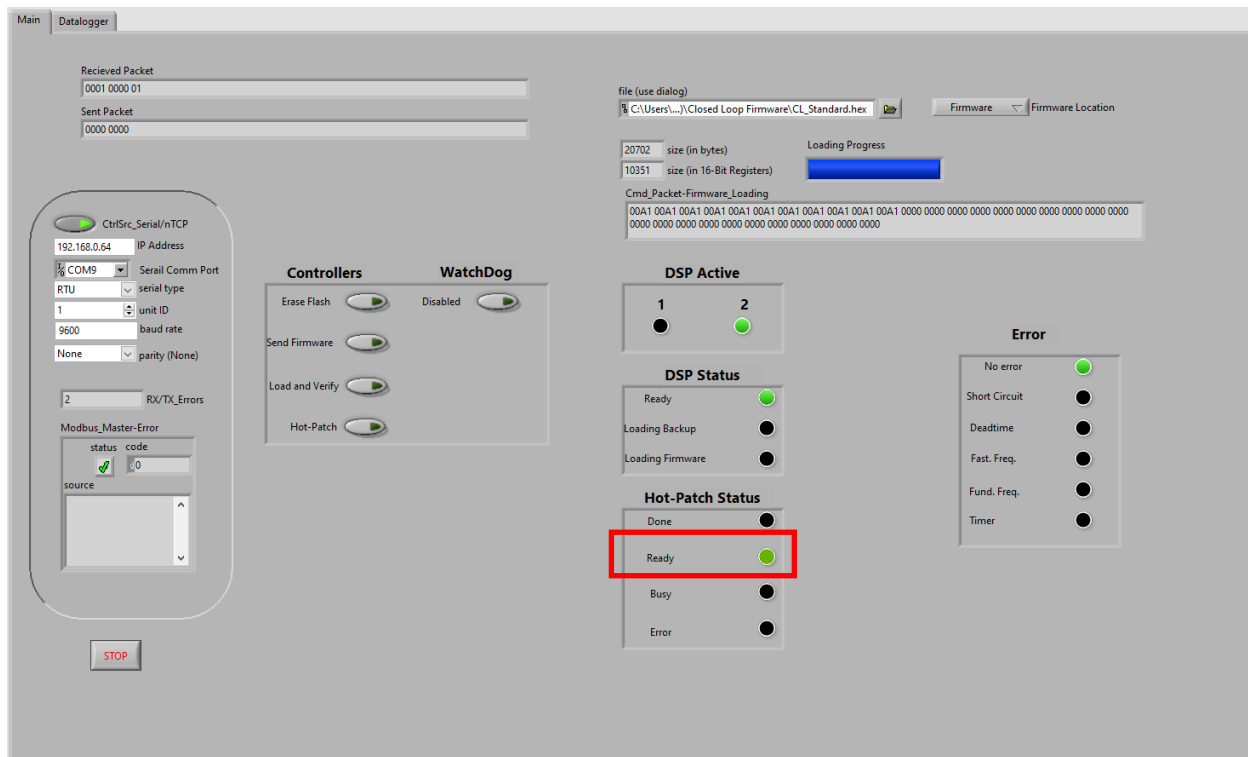 Main Datalogger
Recieved Packet
0001 0000 01
Sent Packet
0000 0000
file (use dialog)
C:\Users\...)\Closed Loop Firmware\CL_Standard.hex
Firmware Firmware Location
20702 size (in bytes)
10351 size (in 16-Bit Registers)
Loading Progress
Cmd_Packet-Firmware_Loading
00A1 00A1 00A1 00A1 00A1 00A1 00A1 00A1 00A1 00A1 00A1 0000 0000 0000 0000 0000 0000 0000 0000 0000
0000 0000 0000 0000 0000 0000 0000 0000 0000 0000
CtrlSrc_Serial/nTCP
192.168.0.64 IP Address
COM9 Serail Comm Port
RTU serial type
1 unit ID
9600 baud rate
None parity (None)
2 RX/TX_Errors
Modbus_Master-Error
status code
0
source
STOP
Controllers
Erase Flash
Send Firmware
Load and Verify
Hot-Patch
WatchDog
Disabled
DSP Active
1 2
DSP Status
Ready
Loading Backup
Loading Firmware
Hot-Patch Status
Done
Ready
Busy
Error
Error
No error
Short Circuit
Deadtime
Fast. Freq.
Fund. Freq.
Timer